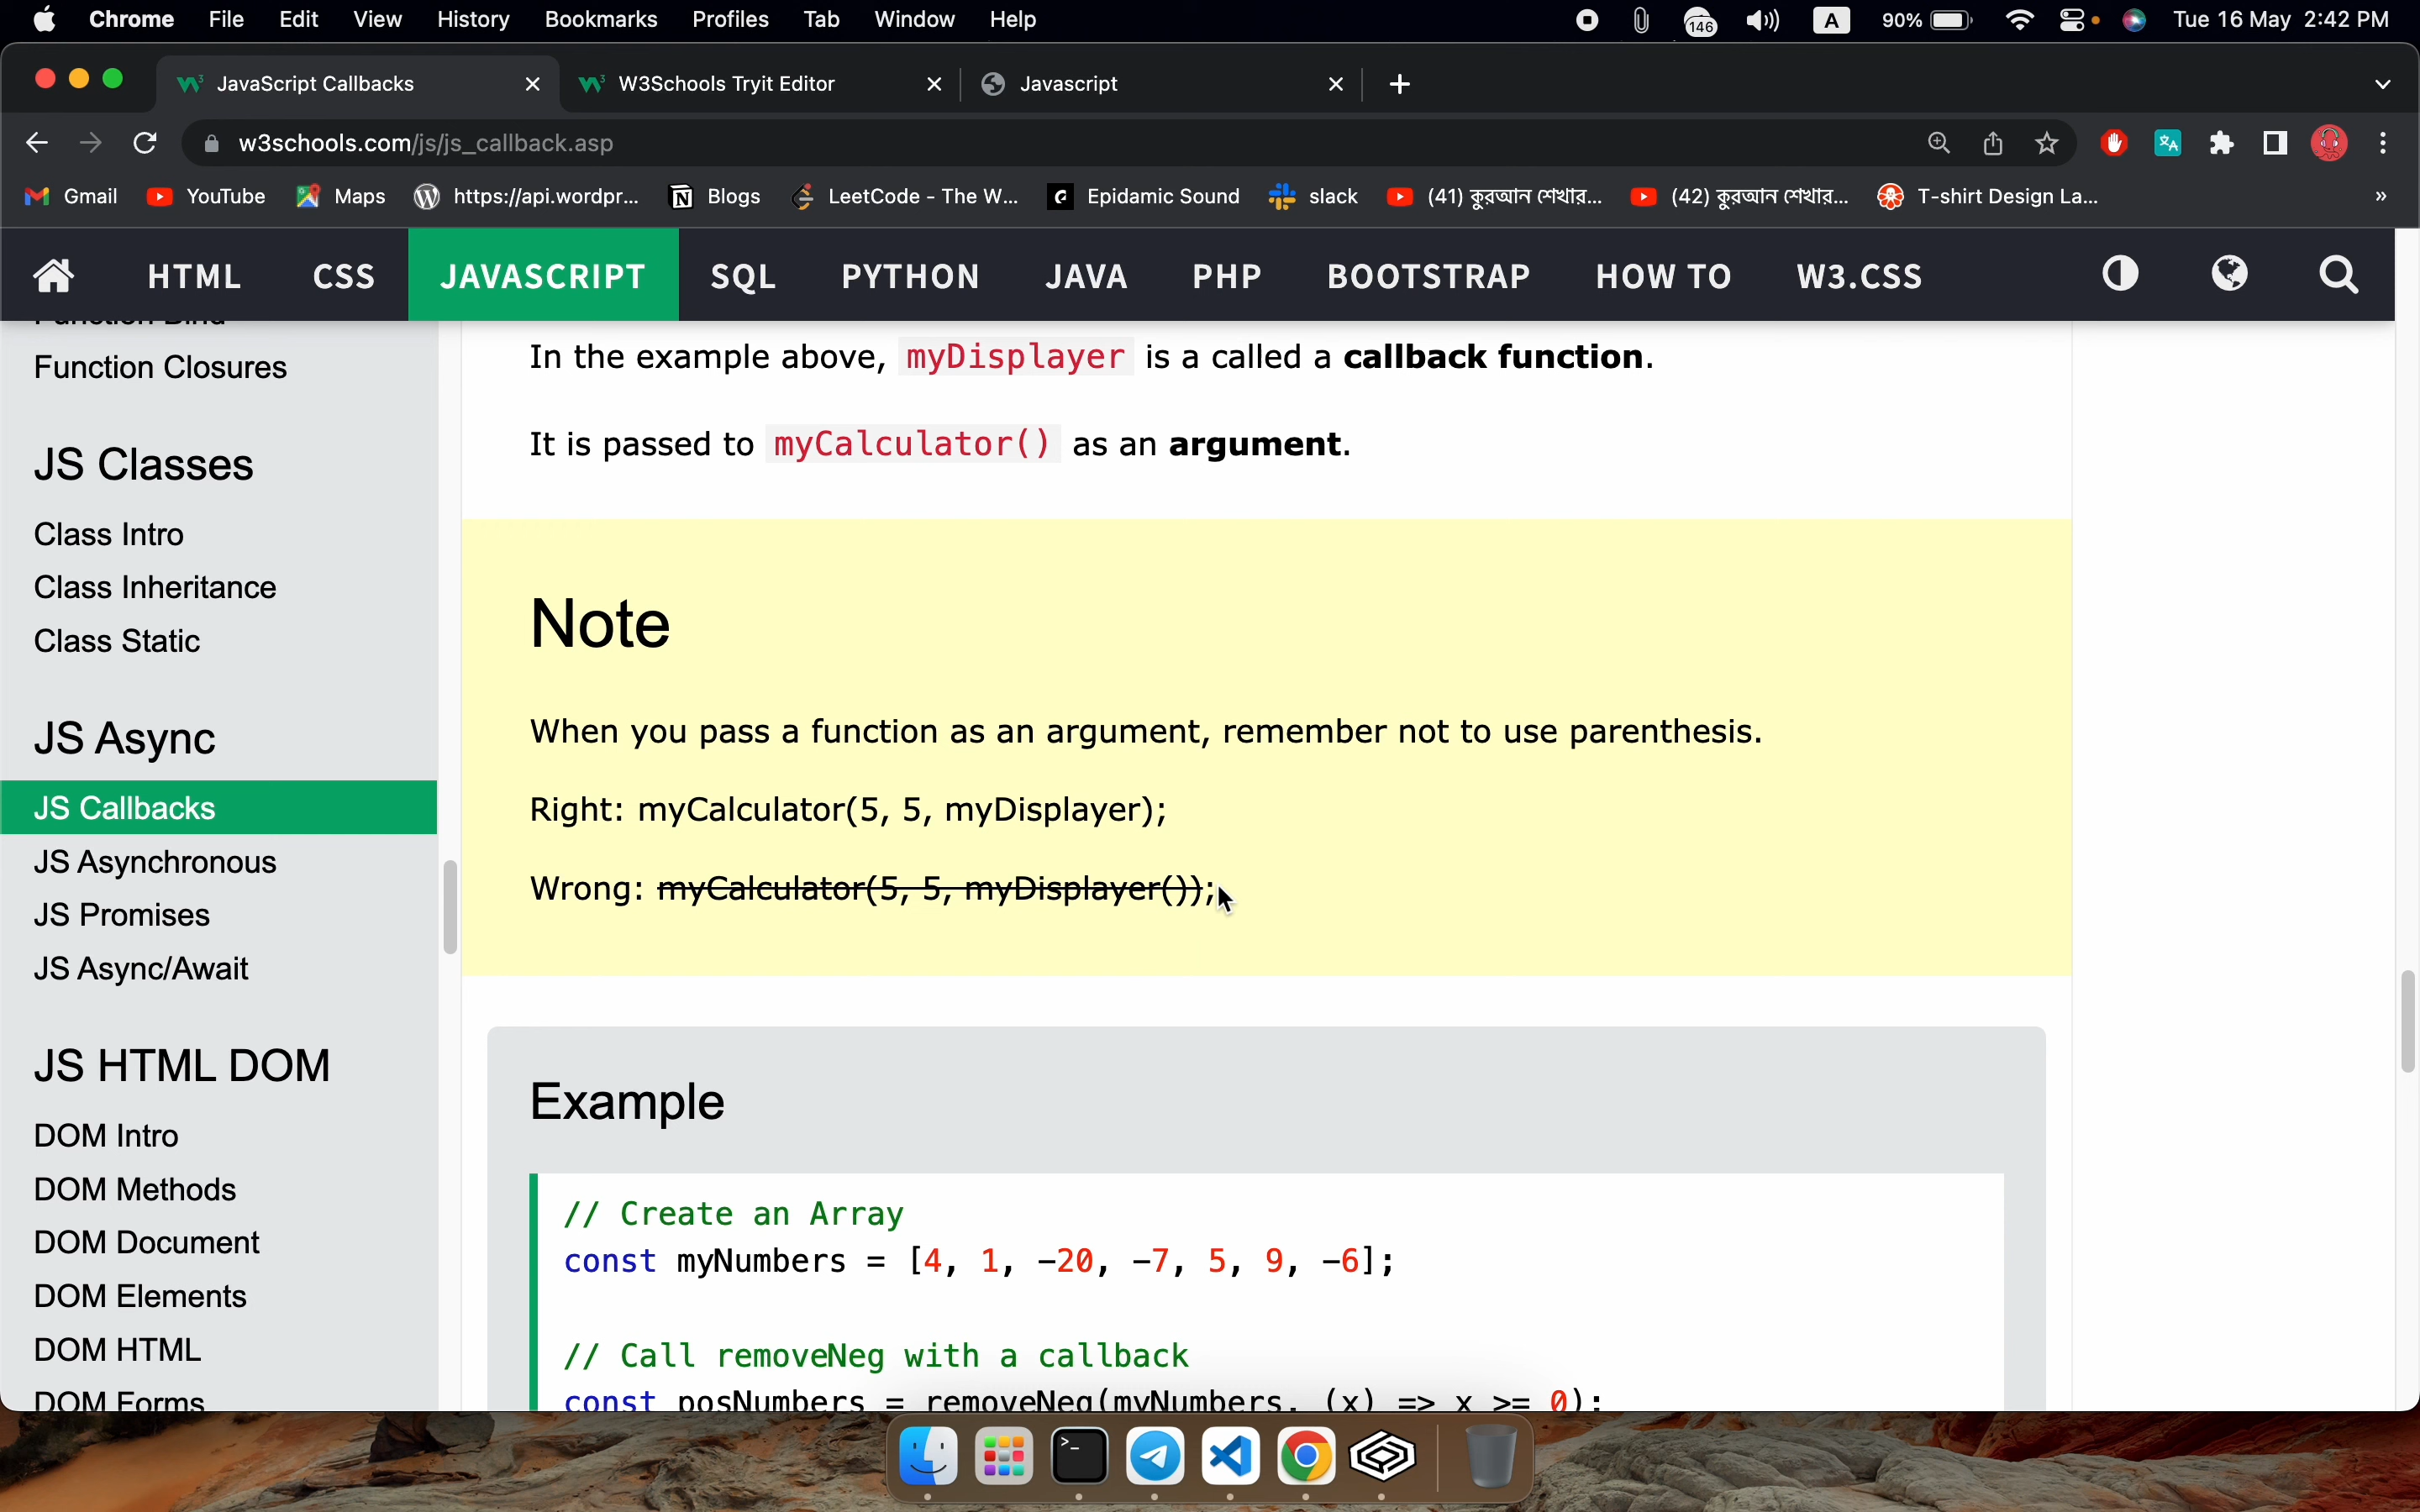 Chrome File Edit View History Bookmarks Profiles Tab Window Help 146 A 90% Tue 16 May 2:42 PM
JavaScript Callbacks W3Schools Tryit Editor Javascript
w3schools.com/js/js_callback.asp
Gmail YouTube Maps https://api.wordpr... Blogs LeetCode - The W... Epidamic Sound slack (41) কুরআন শেখার... (42) কুরআন শেখার... T-shirt Design La... »
HTML CSS JAVASCRIPT SQL PYTHON JAVA PHP BOOTSTRAP HOW TO W3.CSS
Function Bind
Function Closures
JS Classes
Class Intro
Class Inheritance
Class Static
JS Async
JS Callbacks
JS Asynchronous
JS Promises
JS Async/Await
JS HTML DOM
DOM Intro
DOM Methods
DOM Document
DOM Elements
DOM HTML
DOM Forms
In the example above, myDisplayer is a called a callback function.
It is passed to myCalculator() as an argument.
Note
When you pass a function as an argument, remember not to use parenthesis.
Right: myCalculator(5, 5, myDisplayer);
Wrong: myCalculator(5, 5, myDisplayer());
Example
// Create an Array
const myNumbers = [4, 1, -20, -7, 5, 9, -6];
// Call removeNeg with a callback
const posNumbers = removeNeg(myNumbers, (x) => x >= 0);